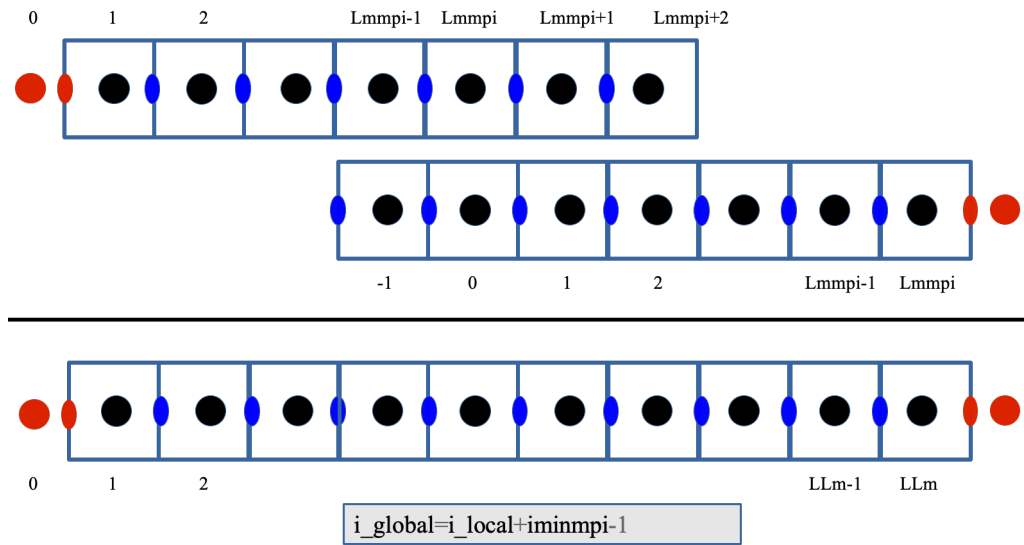 0 1 2 Lmmpi-1 Lmmpi Lmmpi+1 Lmmpi+2
-1 0 1 2 Lmmpi-1 Lmmpi
0 1 2 LLm-1 LLm
i_global=i_local+iminmpi-1